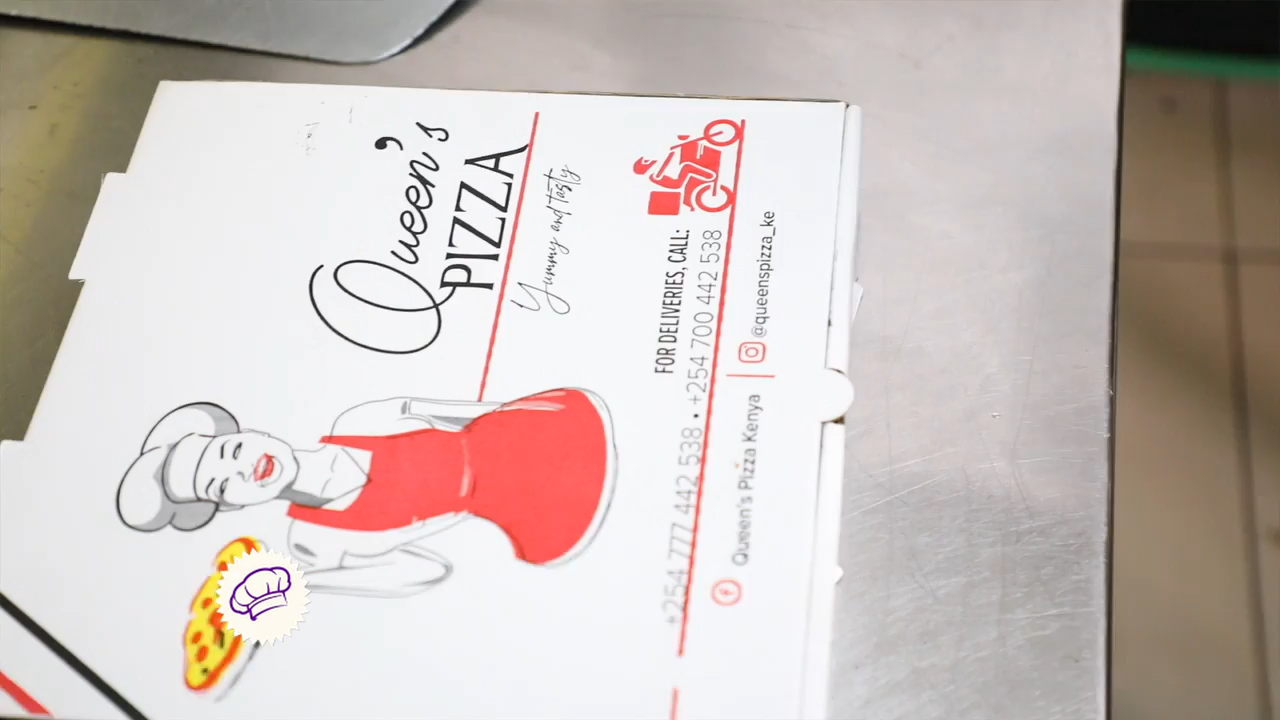 Queen's
PIZZA
Yummy and tasty
FOR DELIVERIES, CALL:
+254 777 442 538 • +254 700 442 538
Queen's Pizza Kenya | @queenspizza_ke